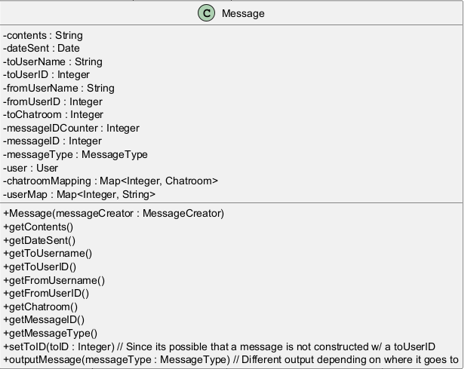 C Message
-contents : String
-dateSent : Date
-toUserName : String
-toUserID : Integer
-fromUserName : String
-fromUserID : Integer
-toChatroom : Integer
-messageIDCounter : Integer
-messageID : Integer
-messageType : MessageType
-user : User
-chatroomMapping : Map<Integer, Chatroom>
-userMap : Map<Integer, String>
+Message(messageCreator : MessageCreator)
+getContents()
+getDateSent()
+getToUsername()
+getToUserID()
+getFromUsername()
+getFromUserID()
+getChatroom()
+getMessageID()
+getMessageType()
+setToID(toID : Integer) // Since its possible that a message is not constructed w/ a toUserID
+outputMessage(messageType : MessageType) // Different output depending on where it goes to